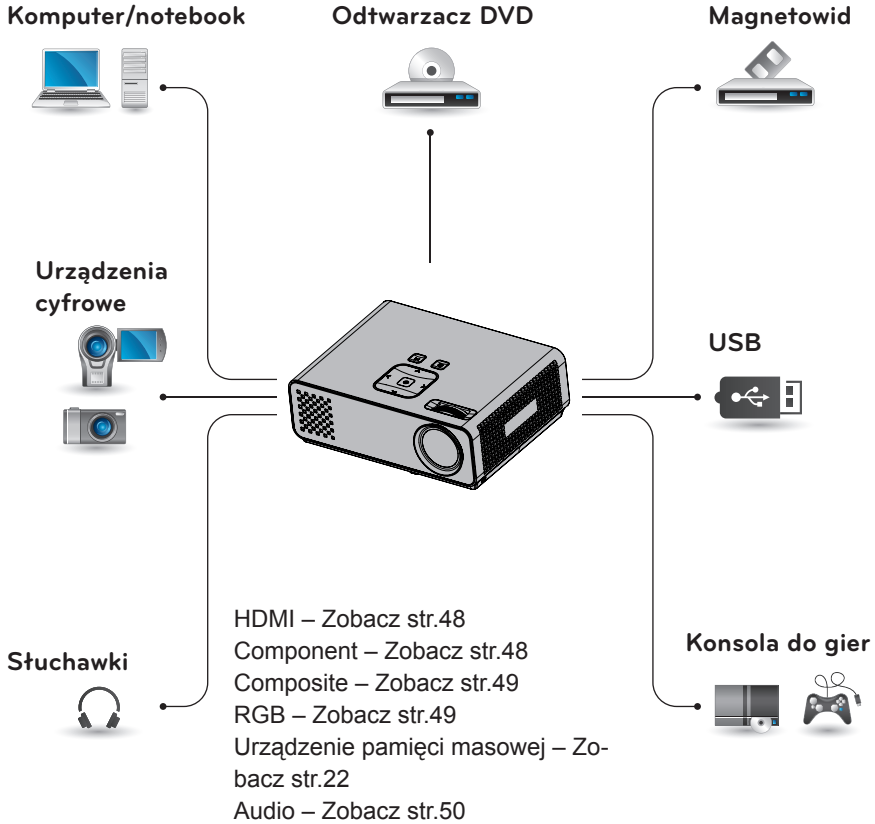 Komputer/notebook
Odtwarzacz DVD
Magnetowid
Urządzenia
cyfrowe
USB
Słuchawki
HDMI – Zobacz str.48
Component – Zobacz str.48
Composite – Zobacz str.49
RGB – Zobacz str.49
Urządzenie pamięci masowej – Zo-
bacz str.22
Audio – Zobacz str.50
Konsola do gier